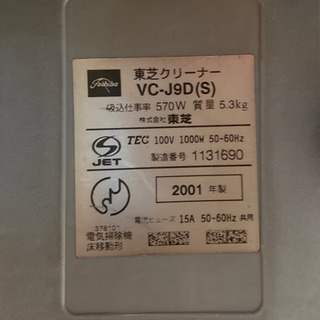 Toshiba
東芝クリーナー
VC-J9D(S)
吸込仕事率 570W 質量 5.3kg
株式会社 東芝
S
JET
TEC 100V 1000W 50-60Hz
製造番号 1131690
2001 年製
電流ヒューズ 15A 50-60Hz 共用
376101
電気掃除機
床移動形